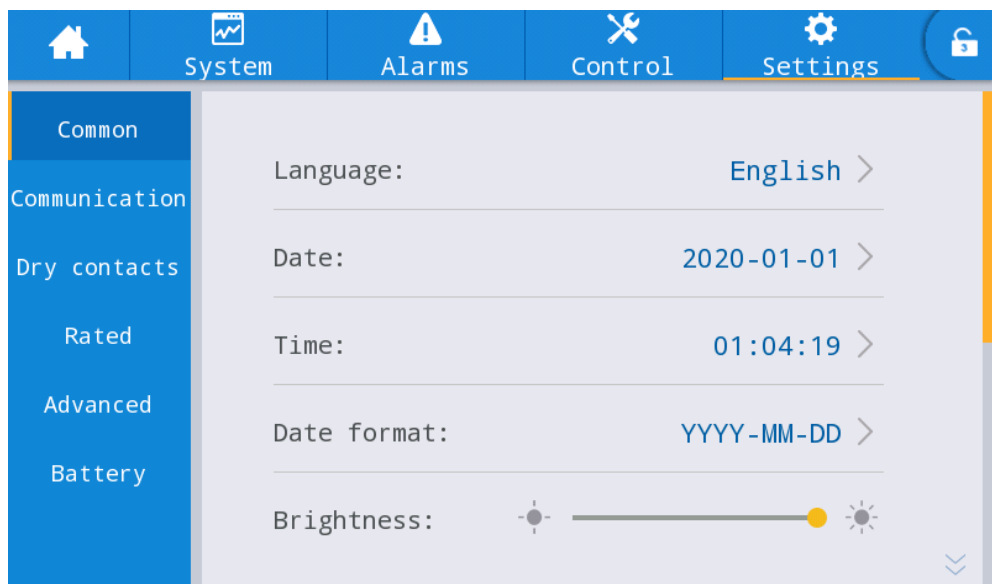 System
Alarms
Control
Settings
3
Common
Communication
Dry contacts
Rated
Advanced
Battery
Language: English
Date: 2020-01-01
Time: 01:04:19
Date format: YYYY-MM-DD
Brightness: